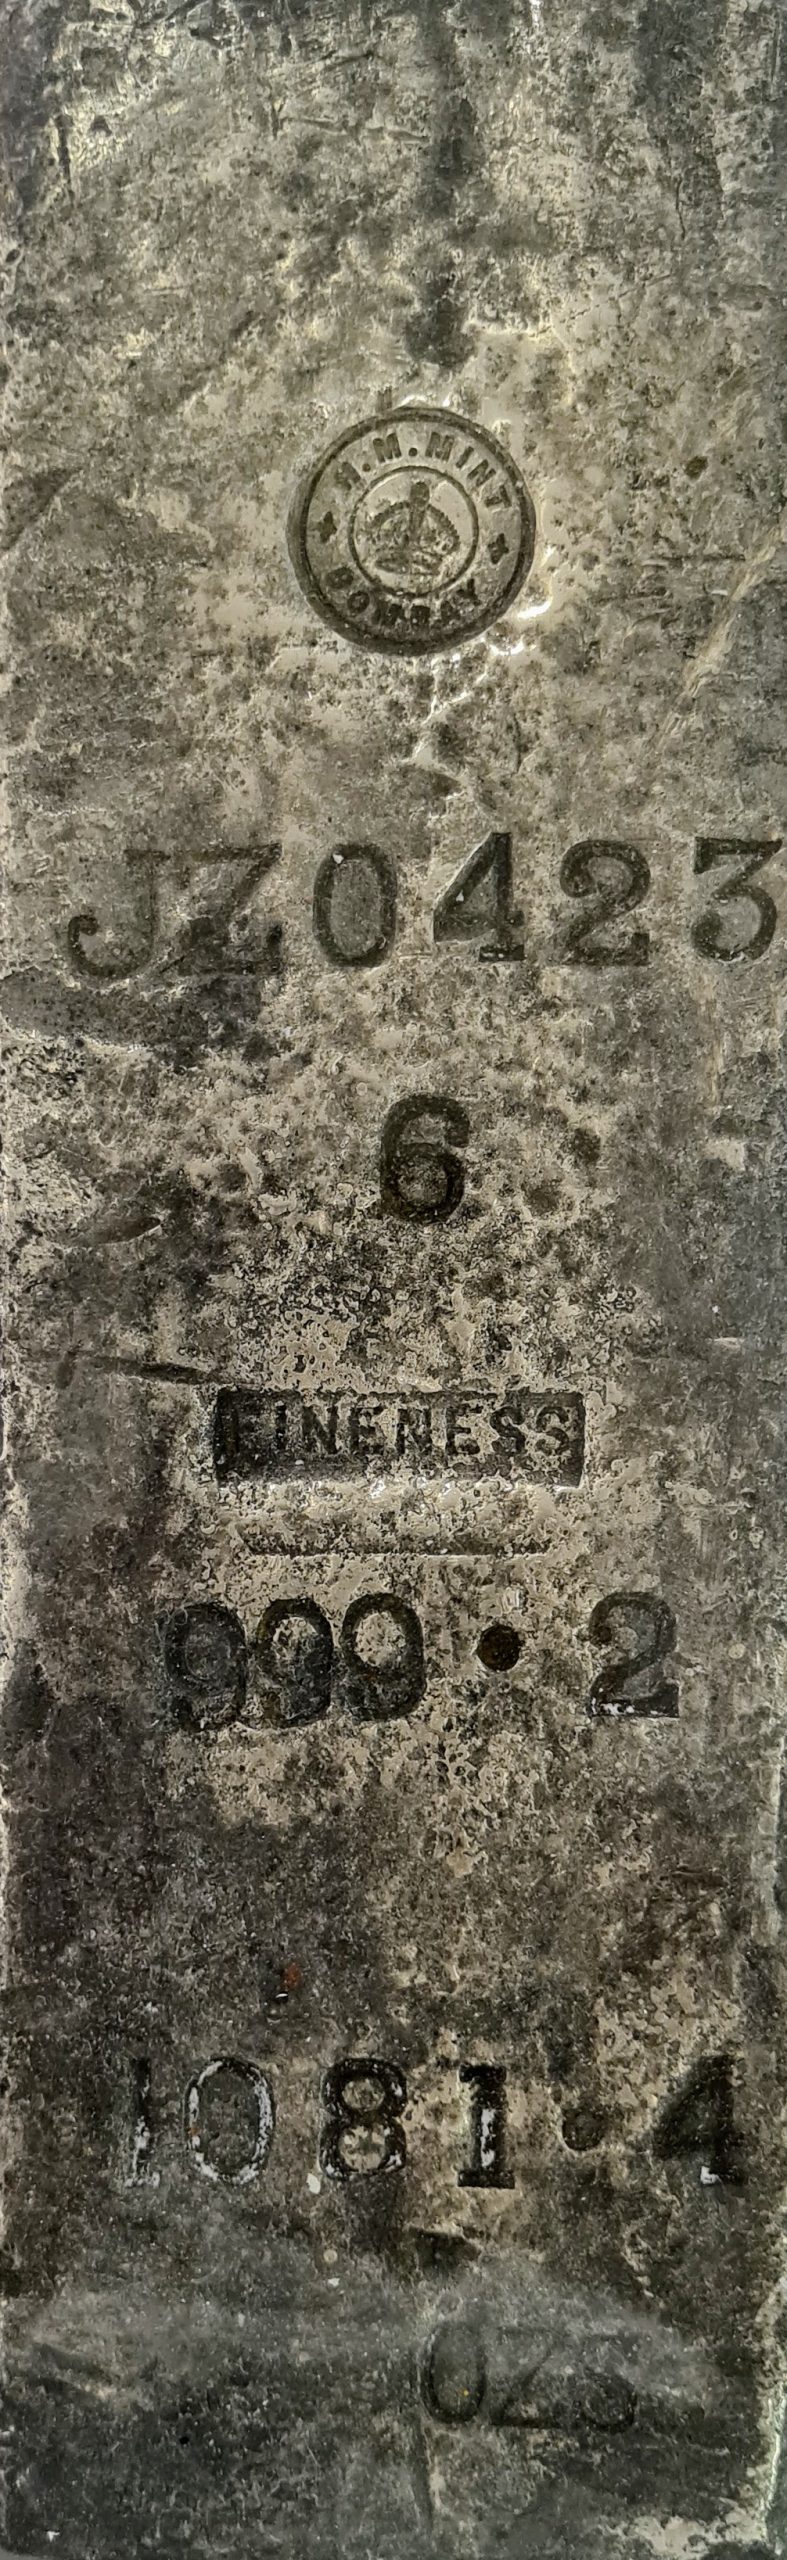 H.M.MINT
BOMBAY
JZ0423
6
FINENESS
999·2
1081·4
OZS